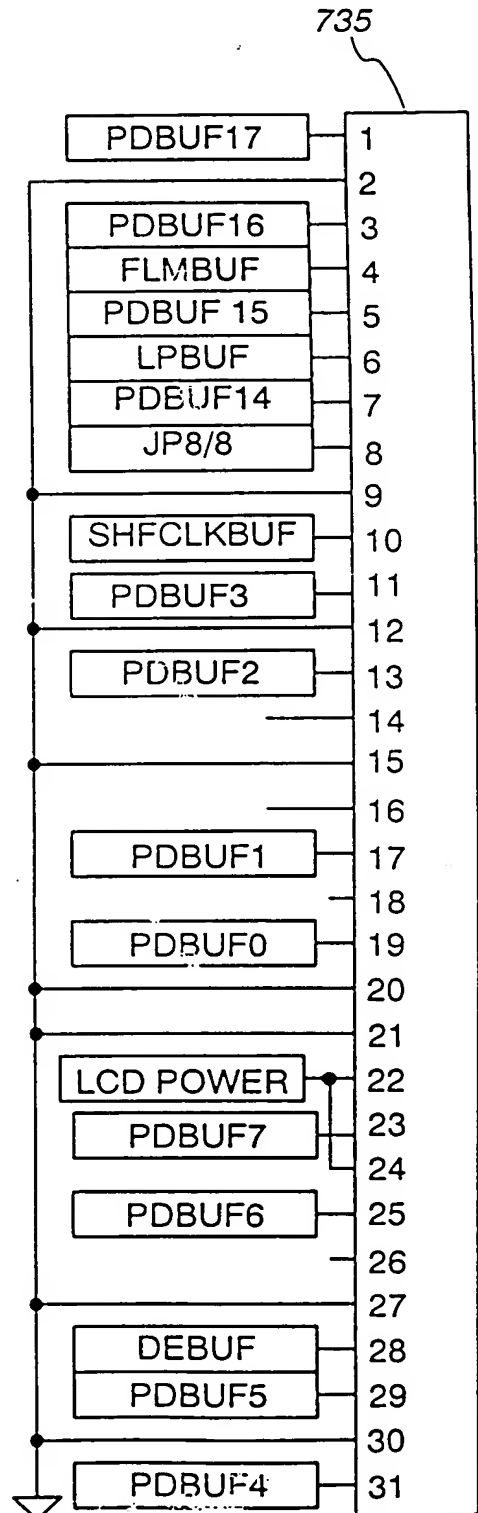 735
PDBUF17 1
2
PDBUF16 3
FLMBUF 4
PDBUF 15 5
LPBUF 6
PDBUF14 7
JP8/8 8
9
SHFCLKBUF 10
PDBUF3 11
12
PDBUF2 13
14
15
16
PDBUF1 17
18
PDBUF0 19
20
21
LCD POWER 22
PDBUF7 23
24
PDBUF6 25
26
27
DEBUF 28
PDBUF5 29
30
PDBUF4 31